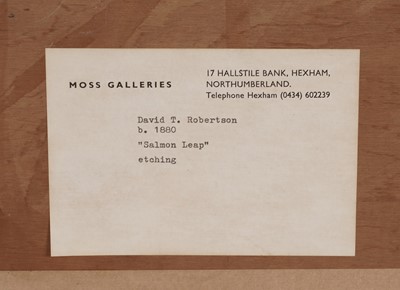 MOSS GALLERIES
17 HALLSTILE BANK, HEXHAM,
NORTHUMBERLAND.
Telephone Hexham (0434) 602239
David T. Robertson
b. 1880
"Salmon Leap"
etching